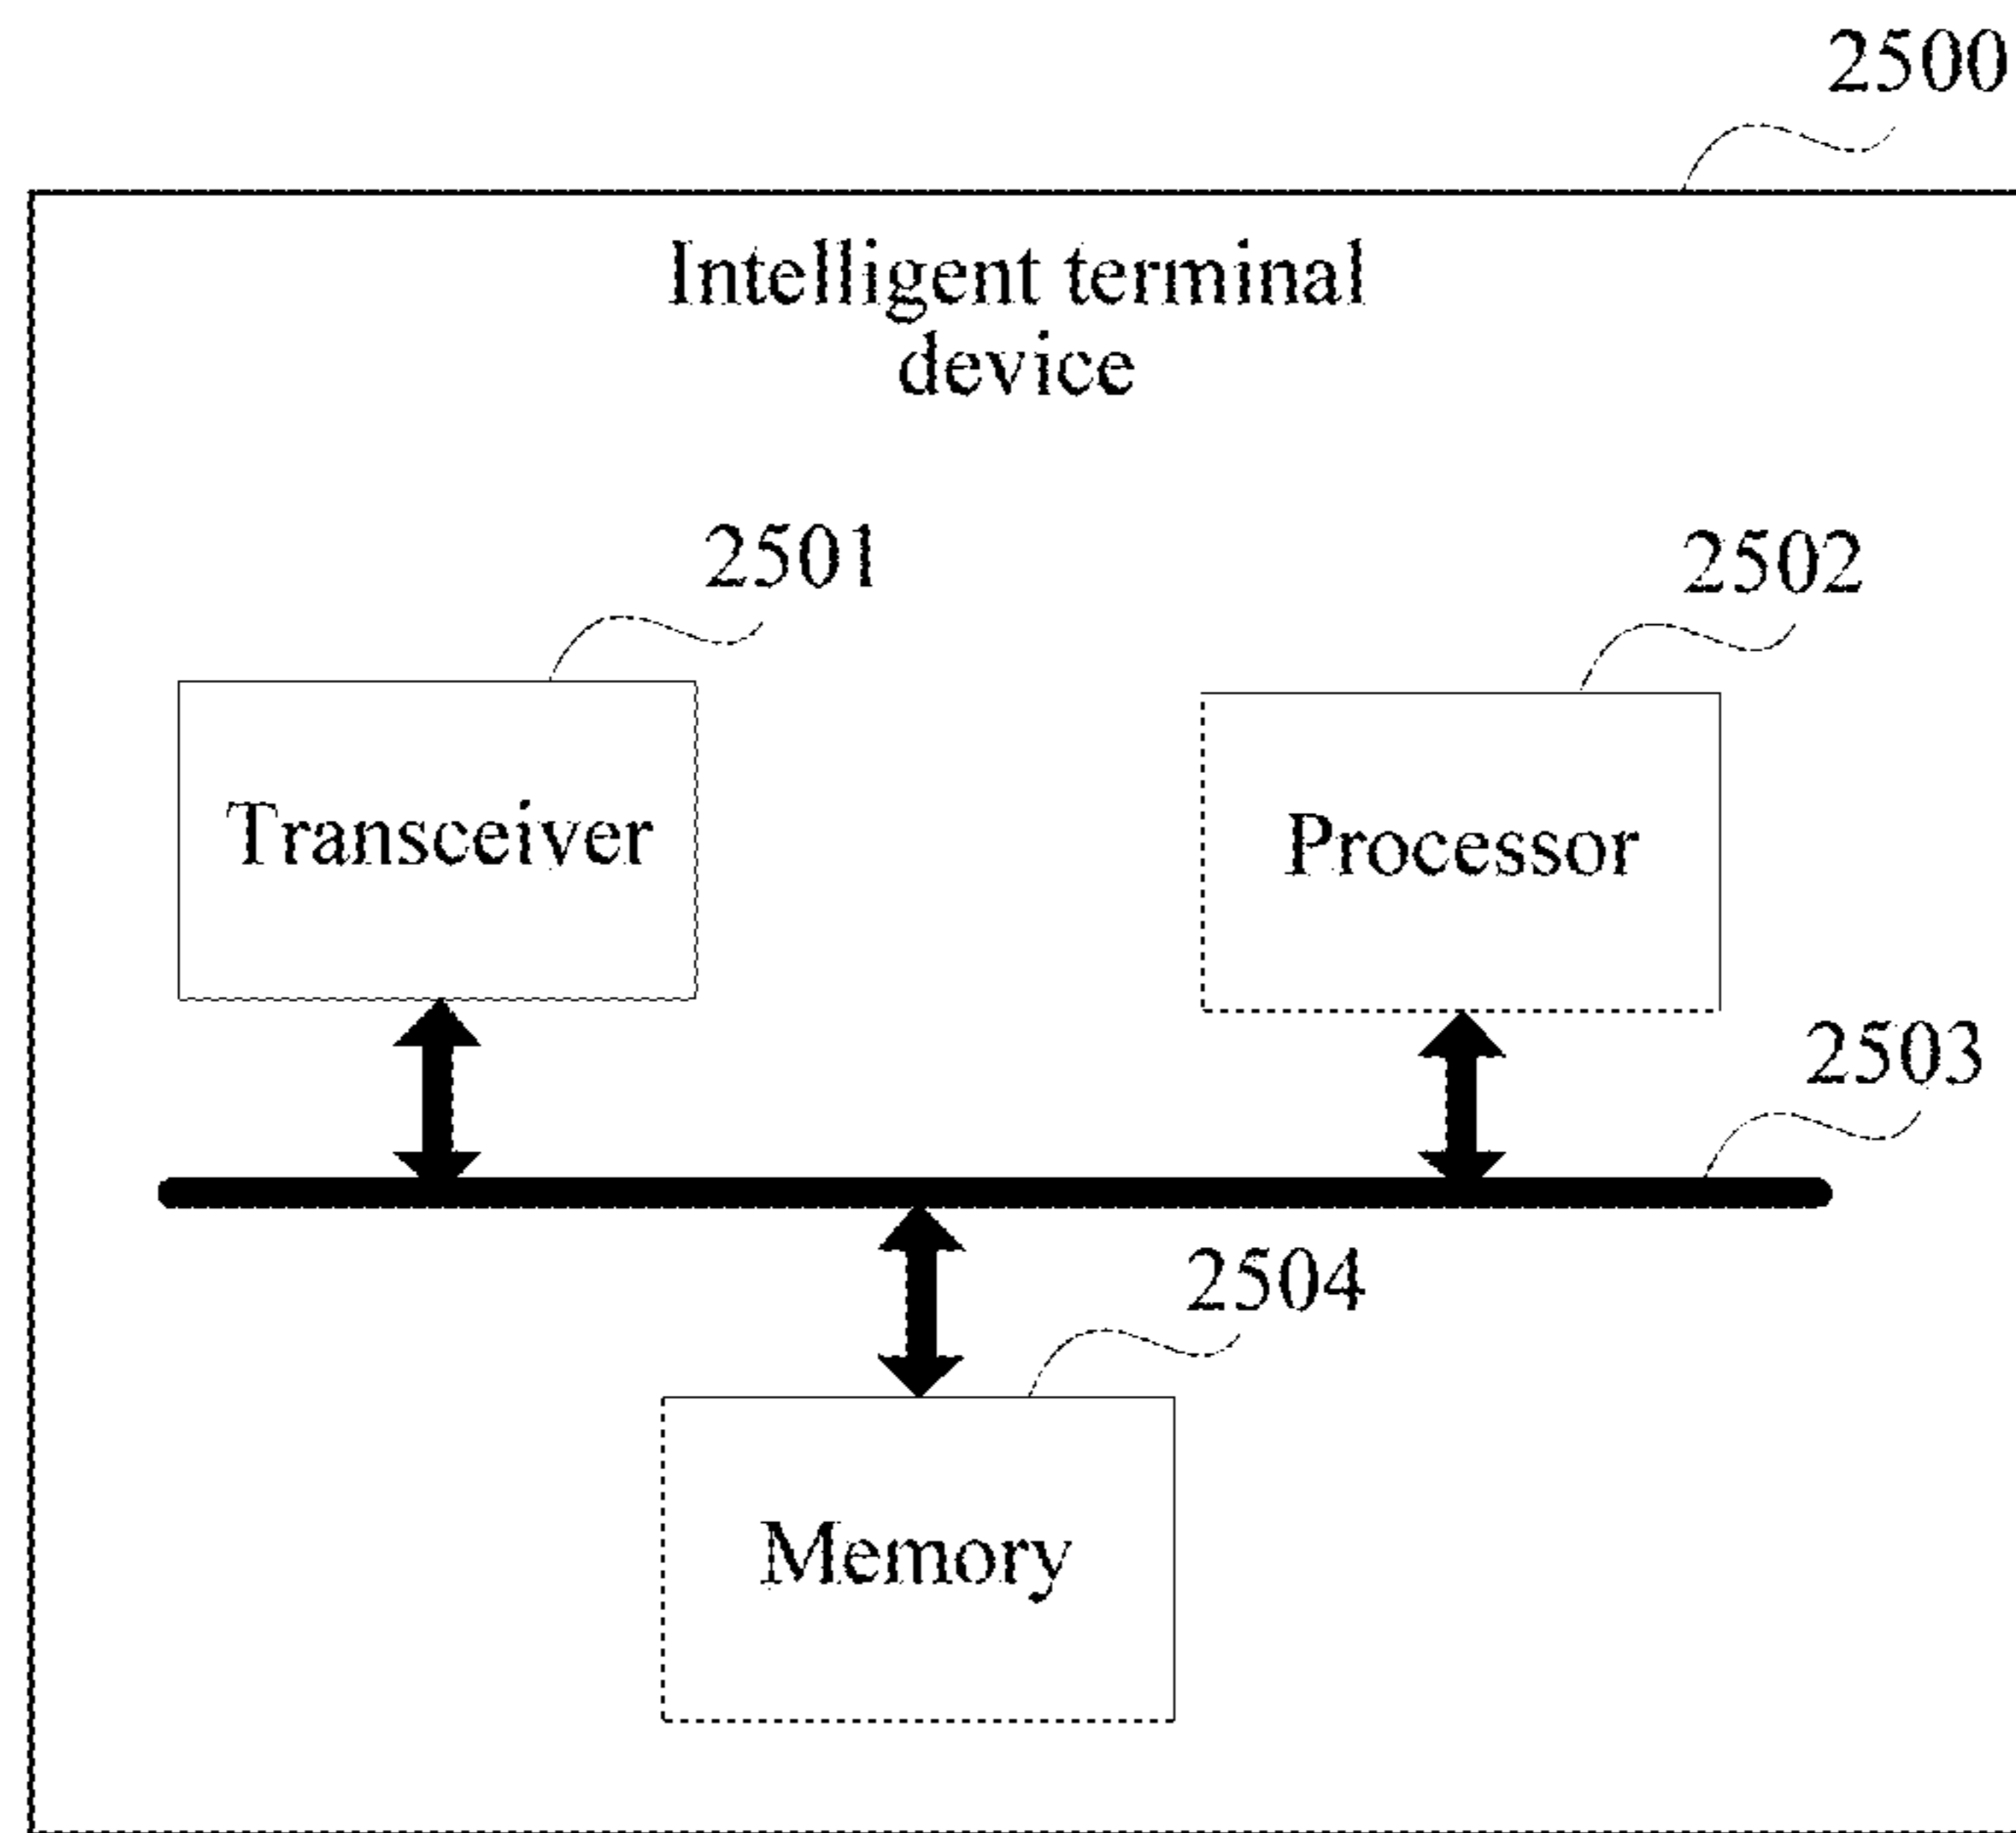 2500
Intelligent terminal
device
2501
2502
Transceiver
Processor
2503
2504
Memory